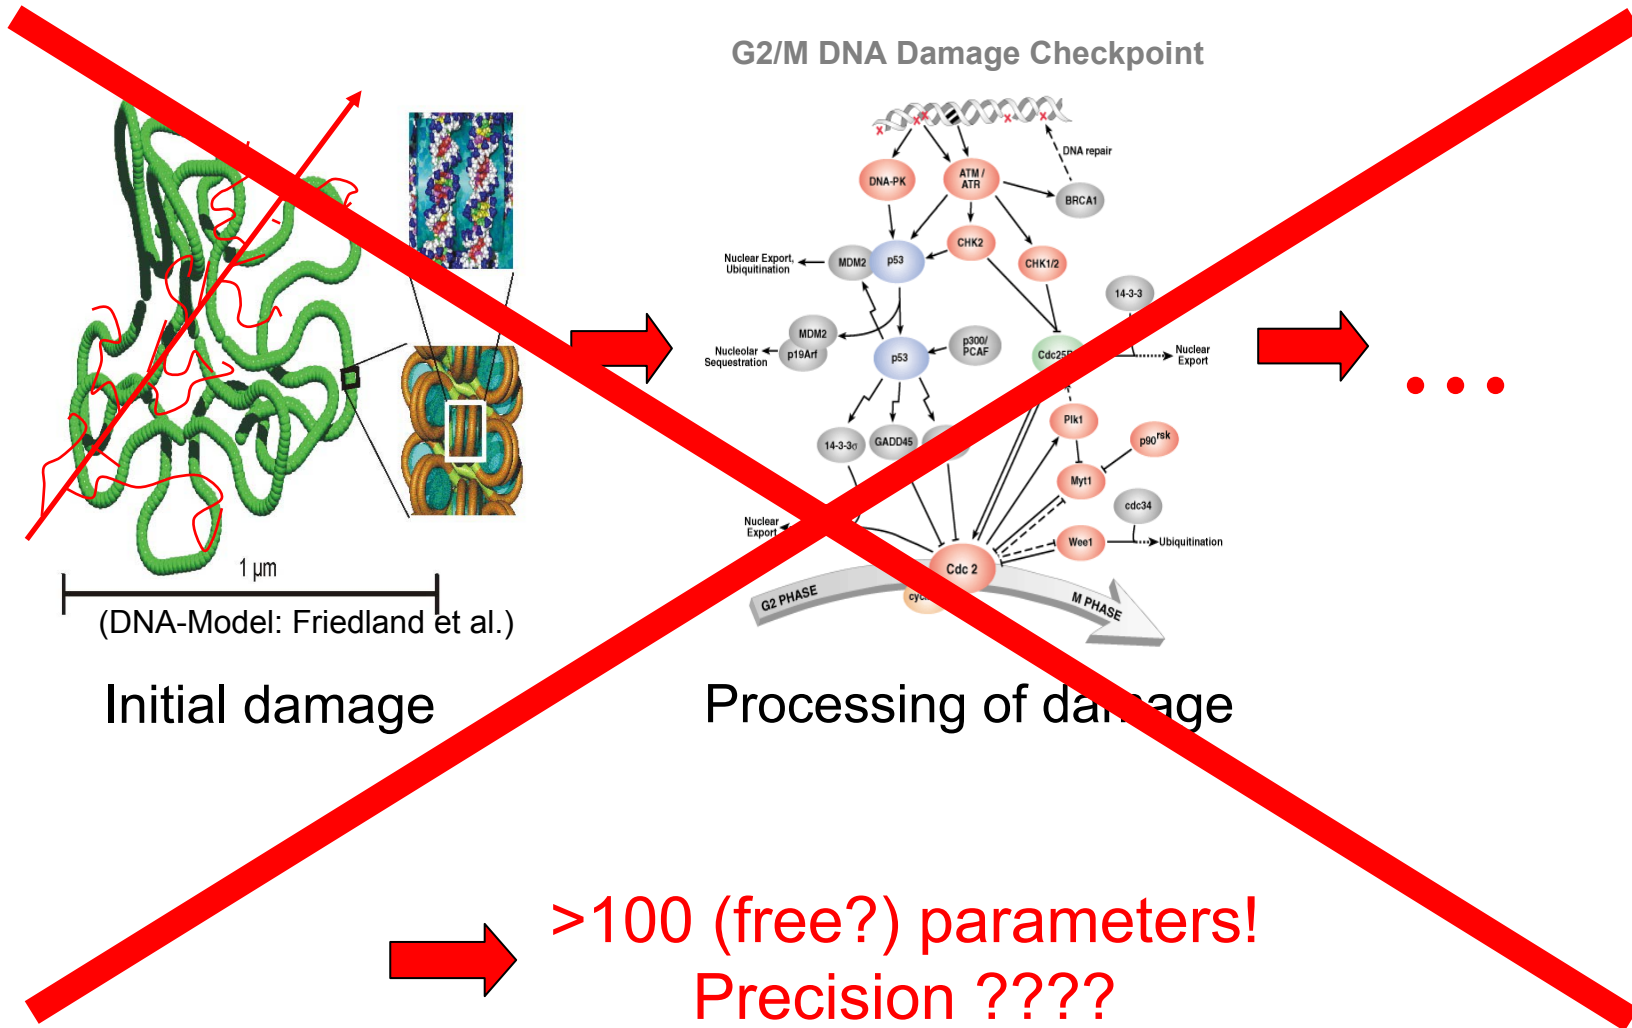 G2/M DNA Damage Checkpoint
DNA repair
DNA-PK
ATM /
ATR
BRCA1
CHK2
Nuclear Export,
Ubiquitination
MDM2
p53
CHK1/2
14-3-3
MDM2
p19Arf
Nucleolar
Sequestration
p53
p300/
PCAF
Nuclear
Export
Plk1
p90rsk
14-3-3σ
GADD45
Myt1
cdc34
Nuclear
Export
Wee1
Ubiquitination
Cdc 2
G2 PHASE
M PHASE
1 µm
(DNA-Model: Friedland et al.)
Initial damage
Processing of damage
...
>100 (free?) parameters!
Precision ????